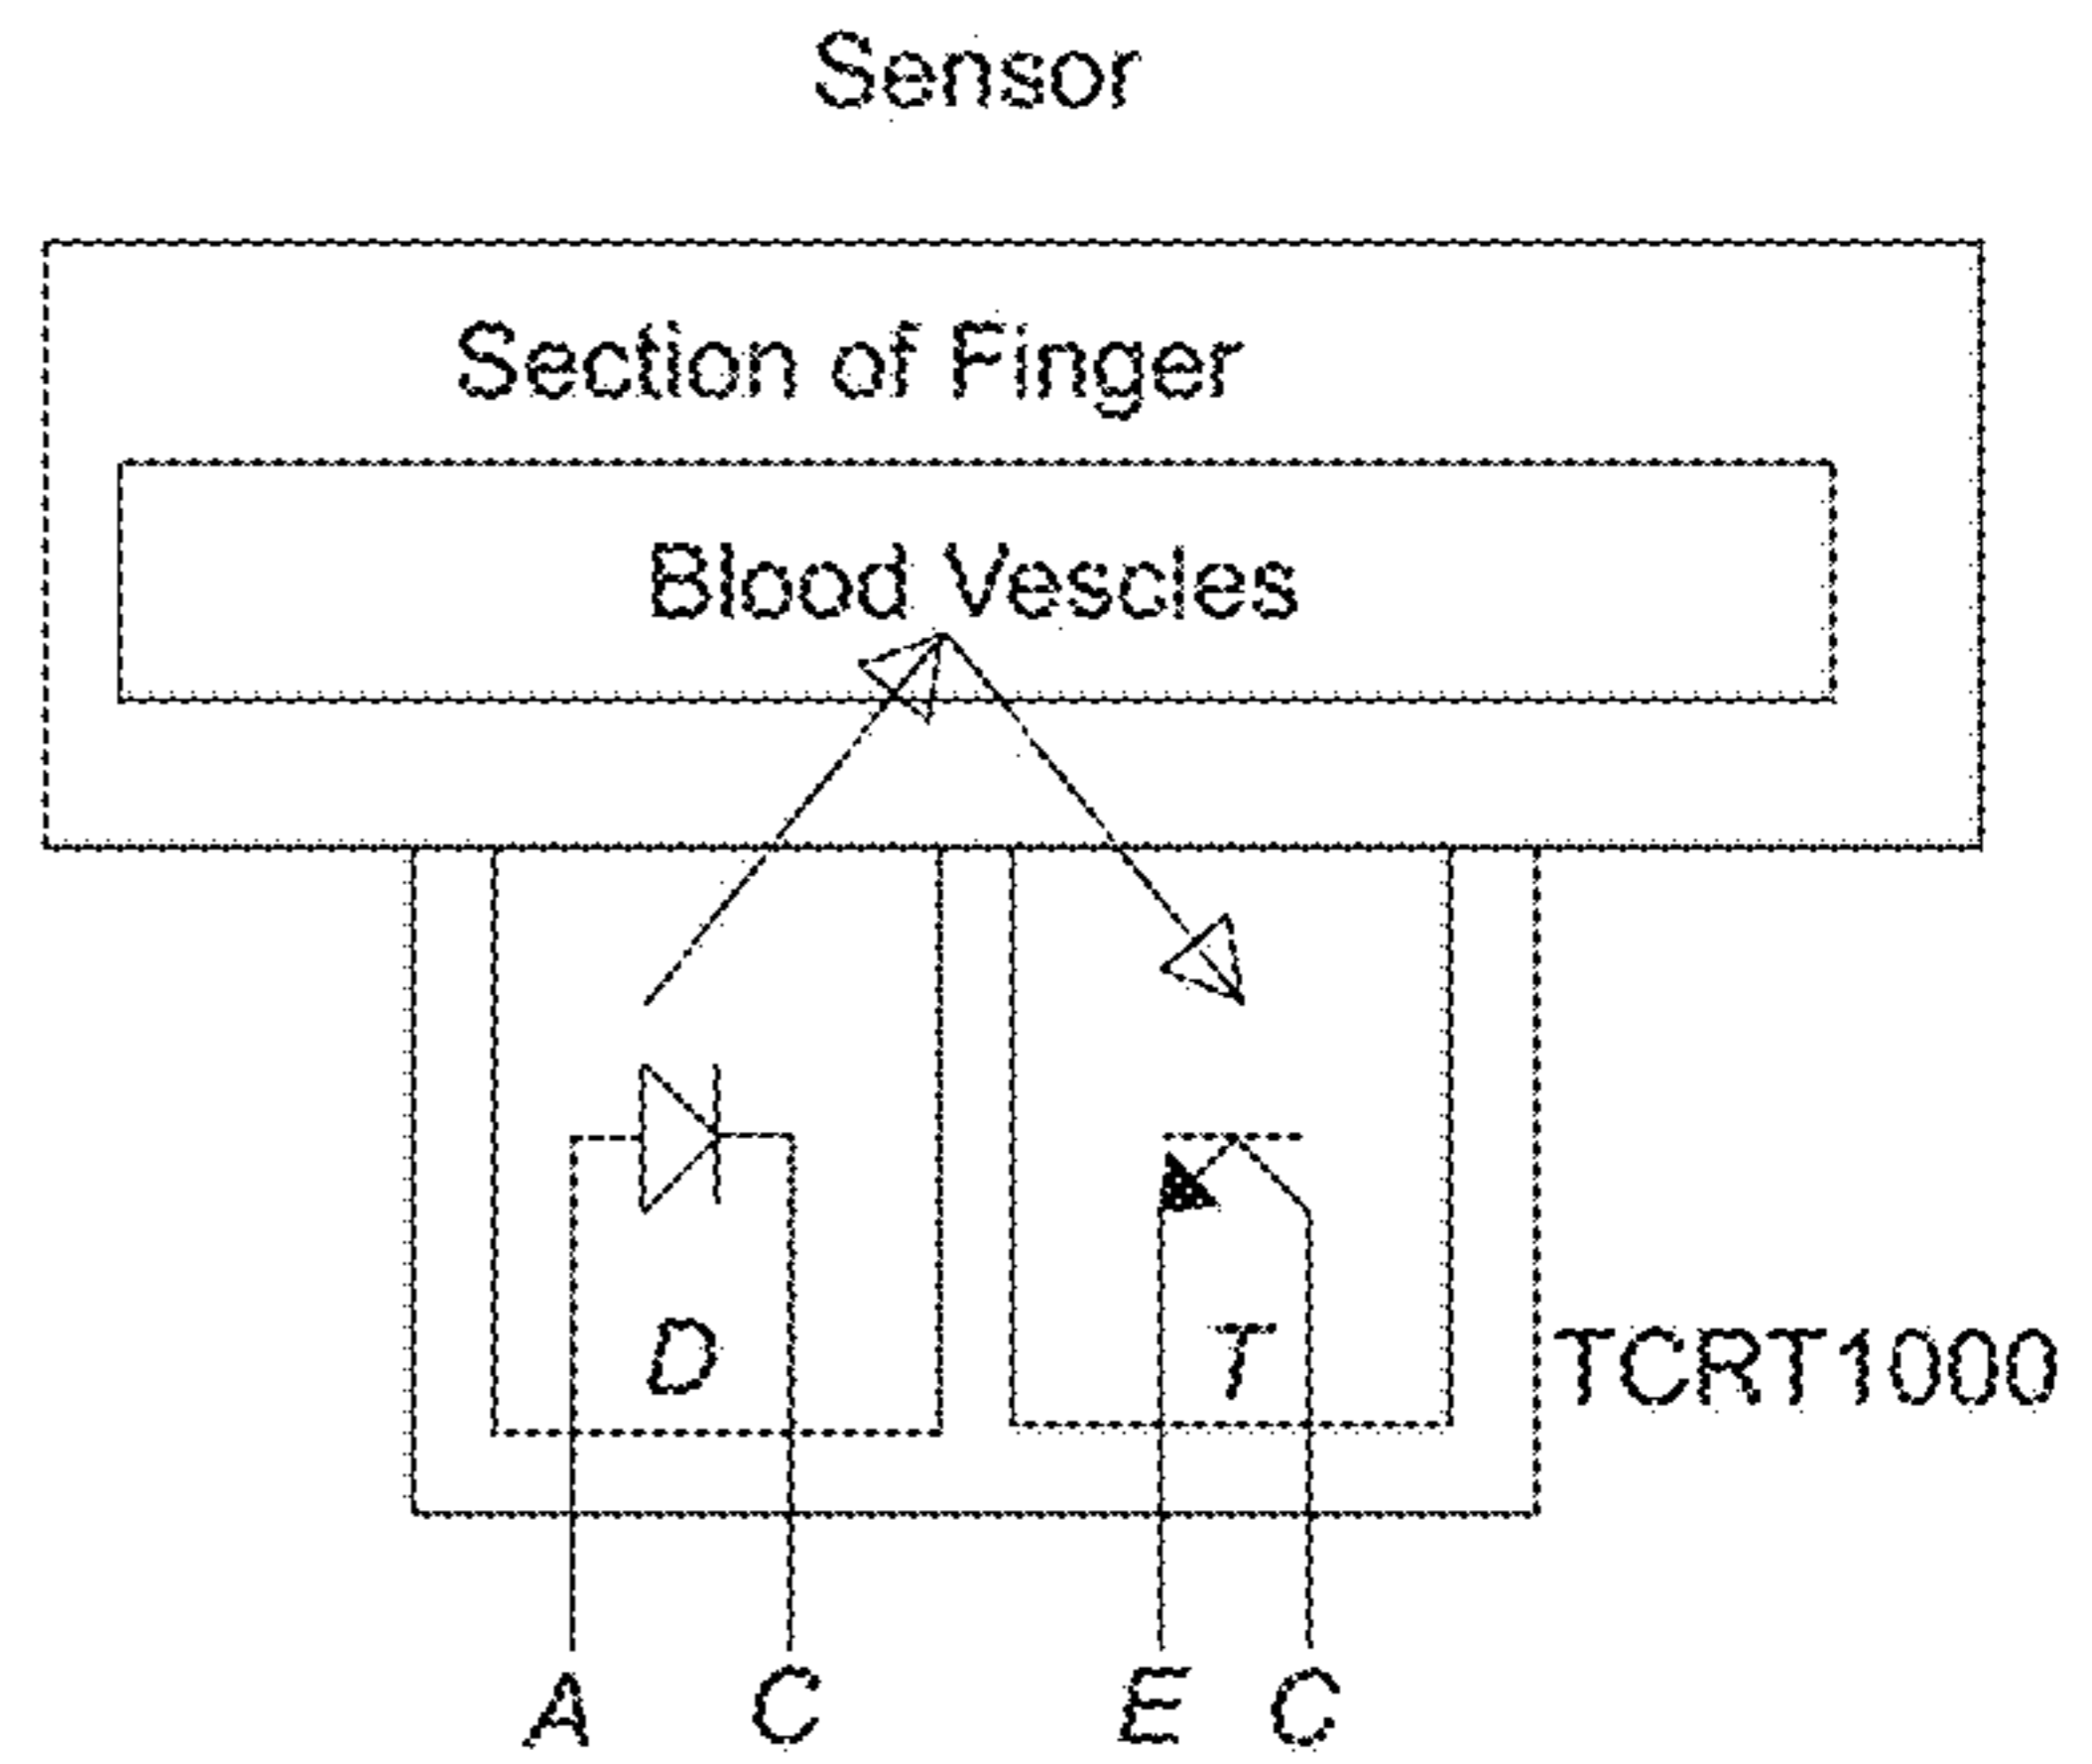 Sensor
Section of Finger
Blood Vescles
D T TCRT1000
A C E C